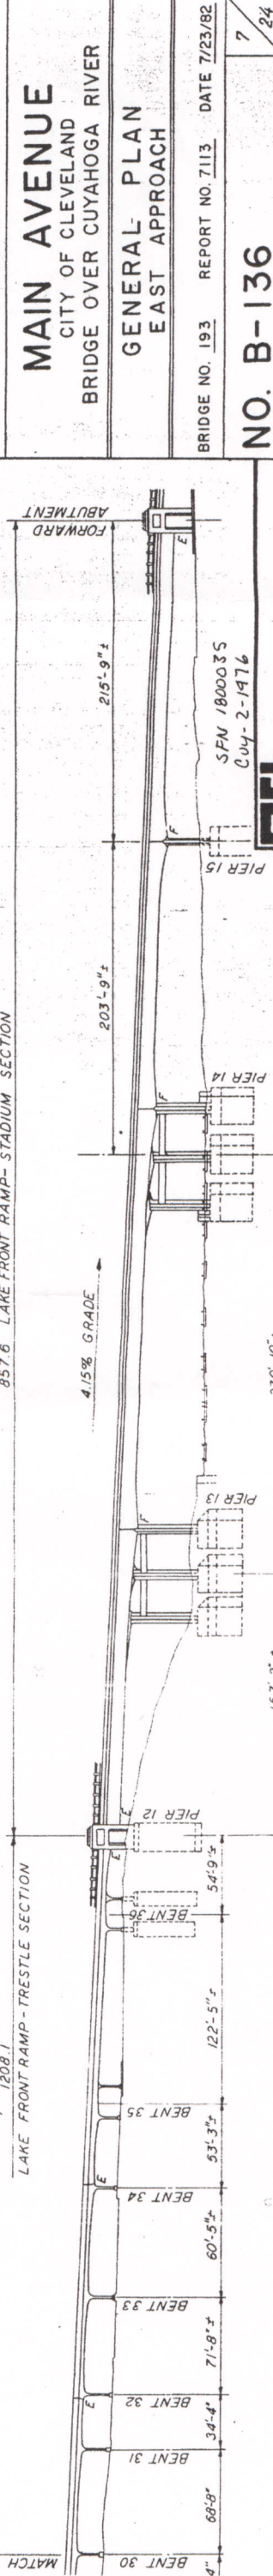 MAIN AVENUE
CITY OF CLEVELAND
BRIDGE OVER CUYAHOGA RIVER
GENERAL PLAN
EAST APPROACH
BRIDGE NO. 193 REPORT NO. 7113 DATE 7/23/82
NO. B-136
7/24
857.6 LAKE FRONT RAMP-STADIUM SECTION
1208.1
LAKE FRONT RAMP-TRESTLE SECTION
FORWARD
ABUTMENT
215'-9"±
203'-9"±
4.15% GRADE
E
F
F
F
E
E
E
E
SFN 1800035
Cuy-2-1976
PIER 15
PIER 14
PIER 13
PIER 12
BENT 36
BENT 35
BENT 34
BENT 33
BENT 32
BENT 31
BENT 30
MATCH
54'-9"±
122'-5"±
53'-3"±
60'-5"±
71'-8"±
34'-4"
68'-8"
4"